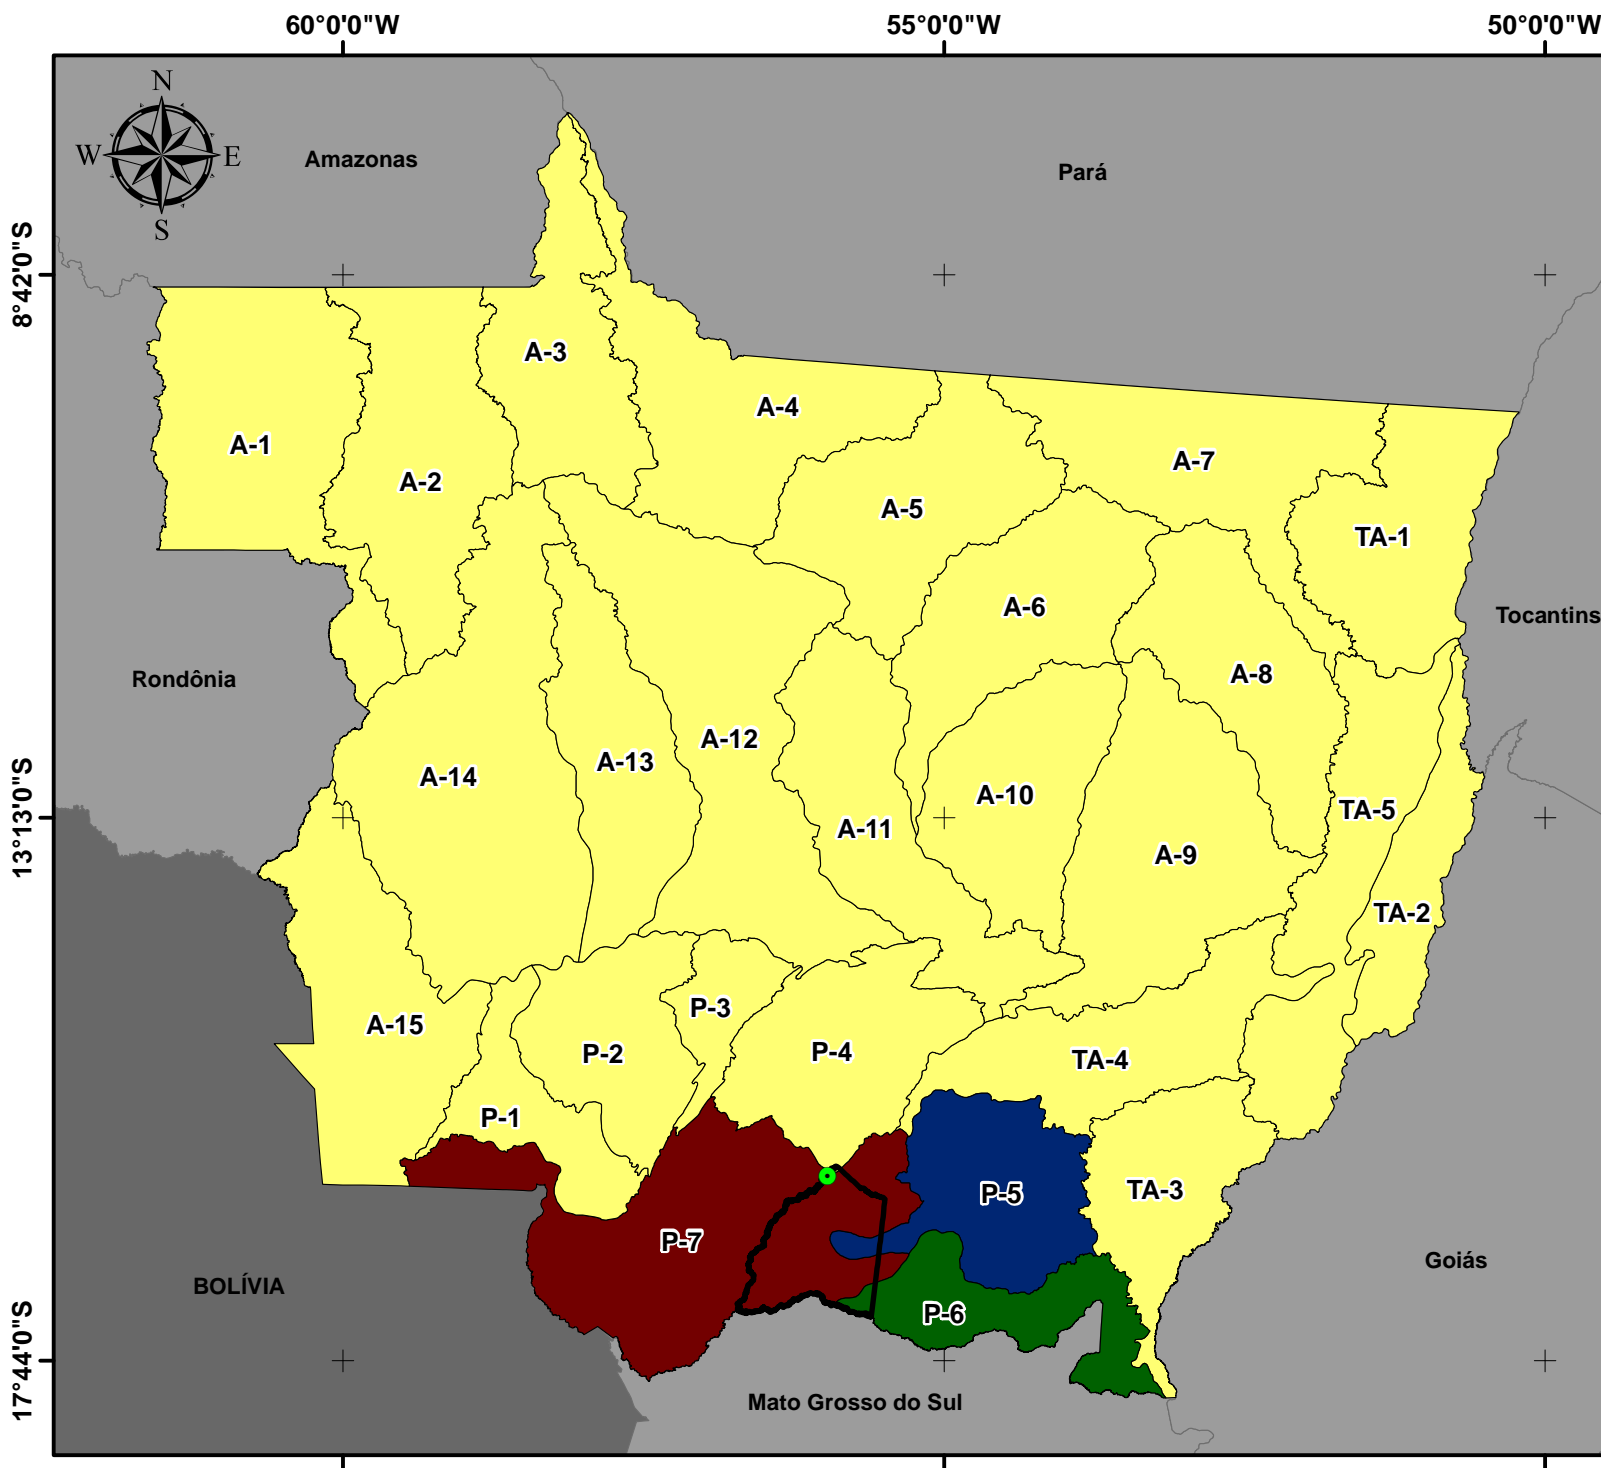 60°0'0"W
55°0'0"W
50°0'0"W
N
W
E
S
Amazonas
Pará
8°42'0"S
A-3
A-4
A-1
A-7
A-2
A-5
TA-1
A-6
Tocantins
Rondônia
A-8
A-12
A-13
A-14
A-10
TA-5
13°13'0"S
A-11
A-9
TA-2
P-3
A-15
P-2
P-4
TA-4
P-1
TA-3
P-5
P-7
Goiás
BOLÍVIA
P-6
17°44'0"S
Mato Grosso do Sul